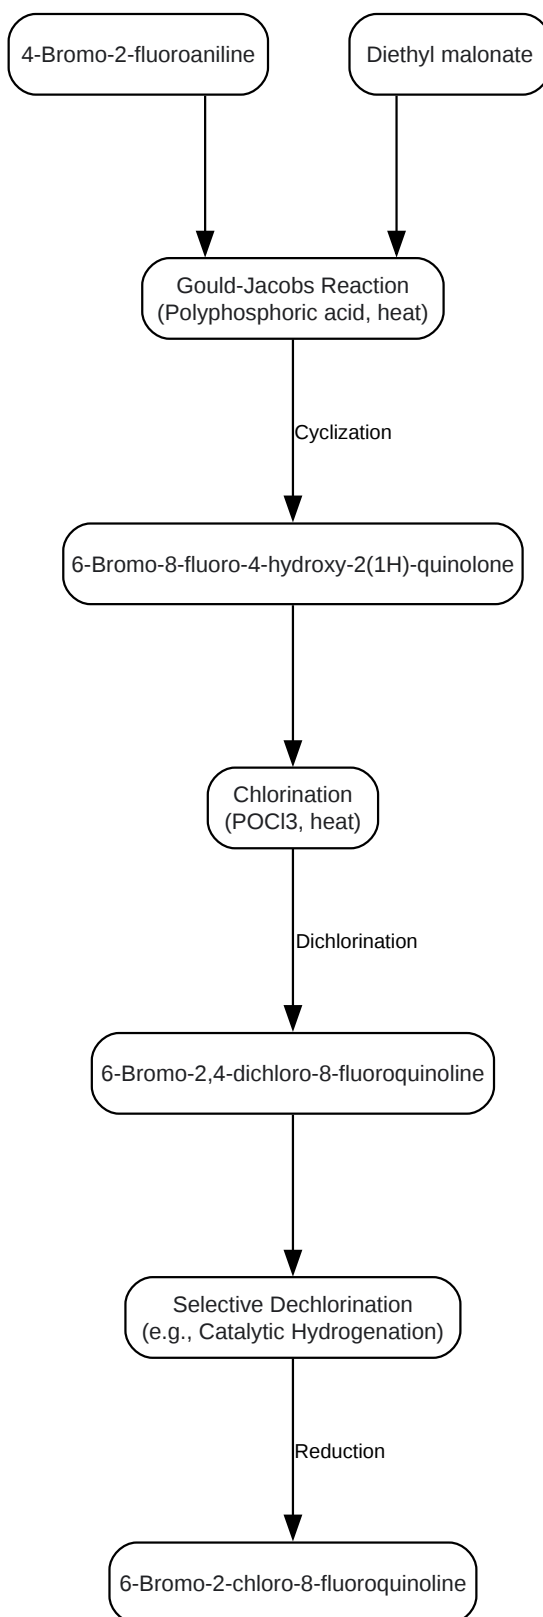 4-Bromo-2-fluoroaniline
Diethyl malonate
Gould-Jacobs Reaction
(Polyphosphoric acid, heat)
Cyclization
6-Bromo-8-fluoro-4-hydroxy-2(1H)-quinolone
Chlorination
(POCl3, heat)
Dichlorination
6-Bromo-2,4-dichloro-8-fluoroquinoline
Selective Dechlorination
(e.g., Catalytic Hydrogenation)
Reduction
6-Bromo-2-chloro-8-fluoroquinoline